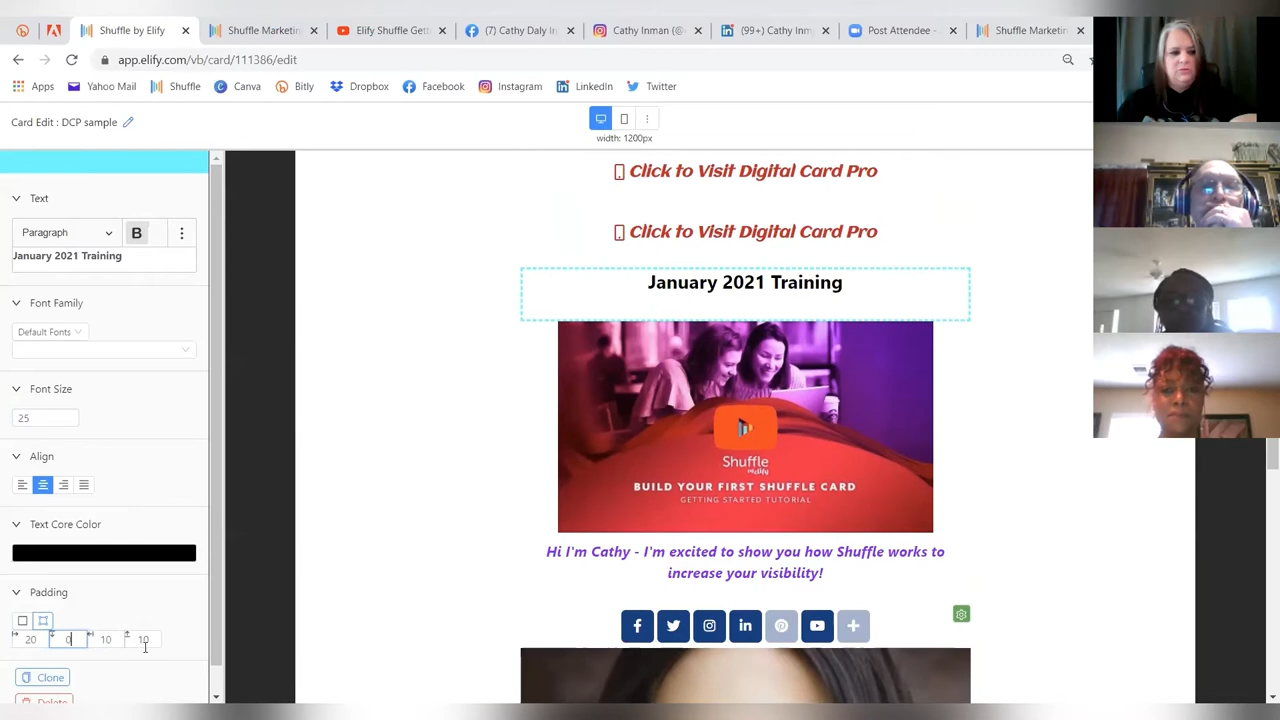 Shuffle by Elify
Shuffle Marketin
Elify Shuffle Gett
(7) Cathy Daly In
Cathy Inman (@
(99+) Cathy Inm
Post Attendee -
Shuffle Marketin
app.elify.com/vb/card/111386/edit
Apps
Yahoo Mail
Shuffle
Canva
Bitly
Dropbox
Facebook
Instagram
LinkedIn
Twitter
Card Edit : DCP sample
width: 1200px
Text
Paragraph
B
January 2021 Training
Font Family
Default Fonts
Font Size
25
Align
Text Core Color
Padding
20 0 10 10
Clone
Delete
Click to Visit Digital Card Pro
Click to Visit Digital Card Pro
January 2021 Training
Shuffle
by elify
BUILD YOUR FIRST SHUFFLE CARD
GETTING STARTED TUTORIAL
Hi I'm Cathy - I'm excited to show you how Shuffle works to
increase your visibility!